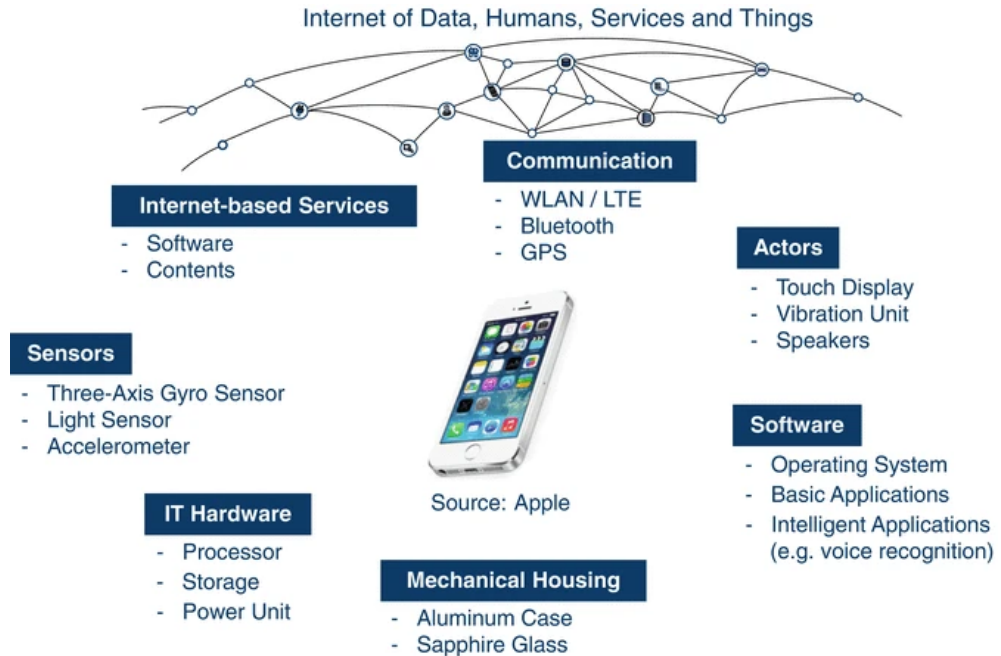 Internet of Data, Humans, Services and Things
Communication
- WLAN / LTE
- Bluetooth
- GPS
Internet-based Services
- Software
- Contents
Actors
- Touch Display
- Vibration Unit
- Speakers
Sensors
- Three-Axis Gyro Sensor
- Light Sensor
- Accelerometer
Software
- Operating System
- Basic Applications
- Intelligent Applications
(e.g. voice recognition)
Source: Apple
IT Hardware
- Processor
- Storage
- Power Unit
Mechanical Housing
- Aluminum Case
- Sapphire Glass